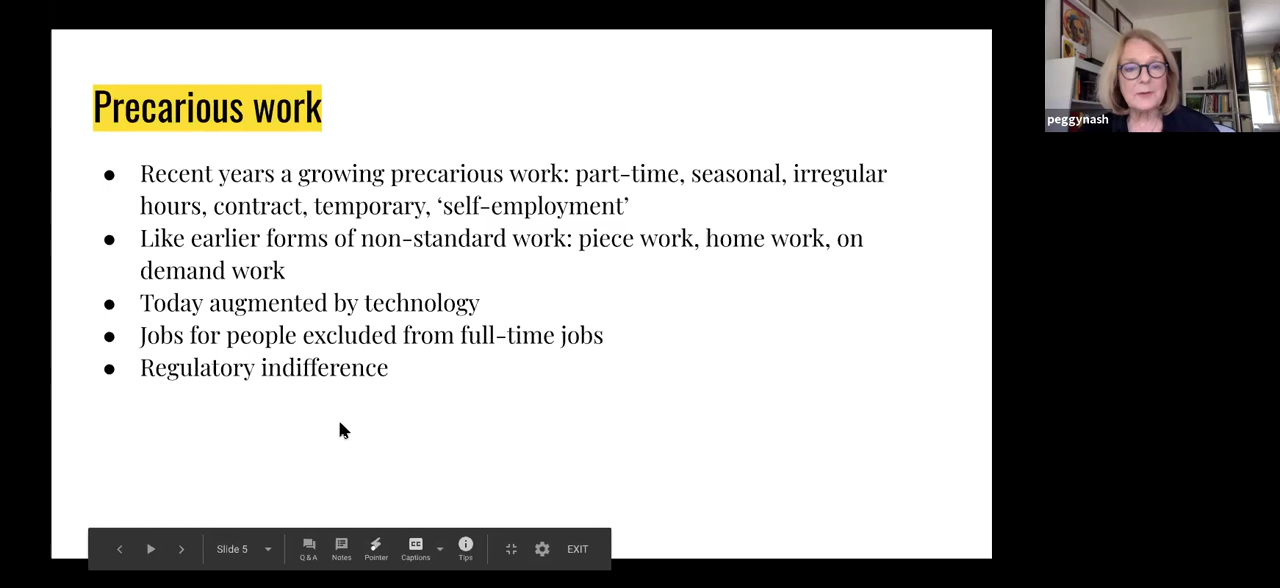 Precarious work
● Recent years a growing precarious work: part-time, seasonal, irregular
hours, contract, temporary, ‘self-employment’
● Like earlier forms of non-standard work: piece work, home work, on
demand work
● Today augmented by technology
● Jobs for people excluded from full-time jobs
● Regulatory indifference
peggynash
Slide 5
Q&A
Notes
Pointer
CC
Captions
Tips
EXIT